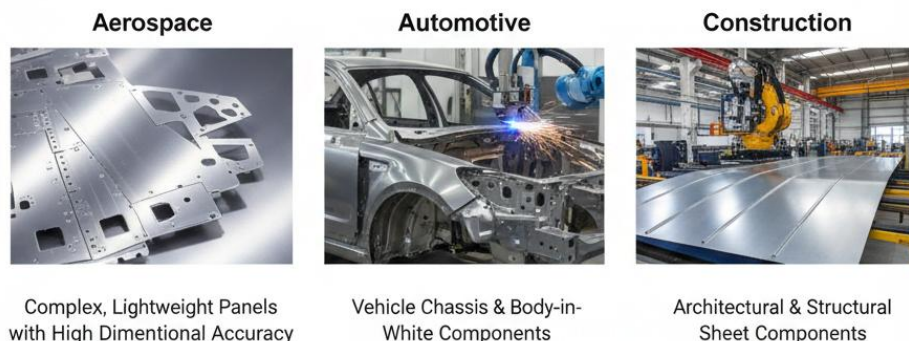 Aerospace
Automotive
Construction
Complex, Lightweight Panels
with High Dimentional Accuracy
Vehicle Chassis & Body-in-
White Components
Architectural & Structural
Sheet Components